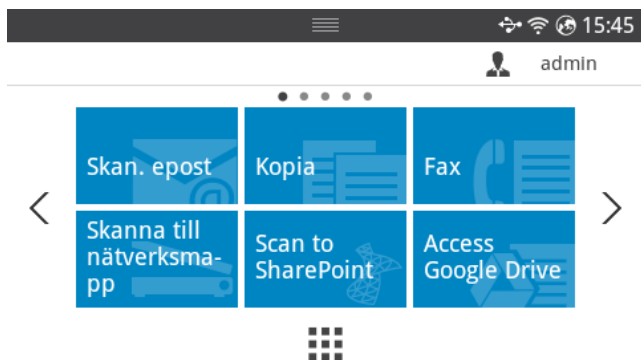 15:45
admin
Skan. epost
Kopia
Fax
Skanna till
nätverksma-
pp
Scan to
SharePoint
Access
Google Drive